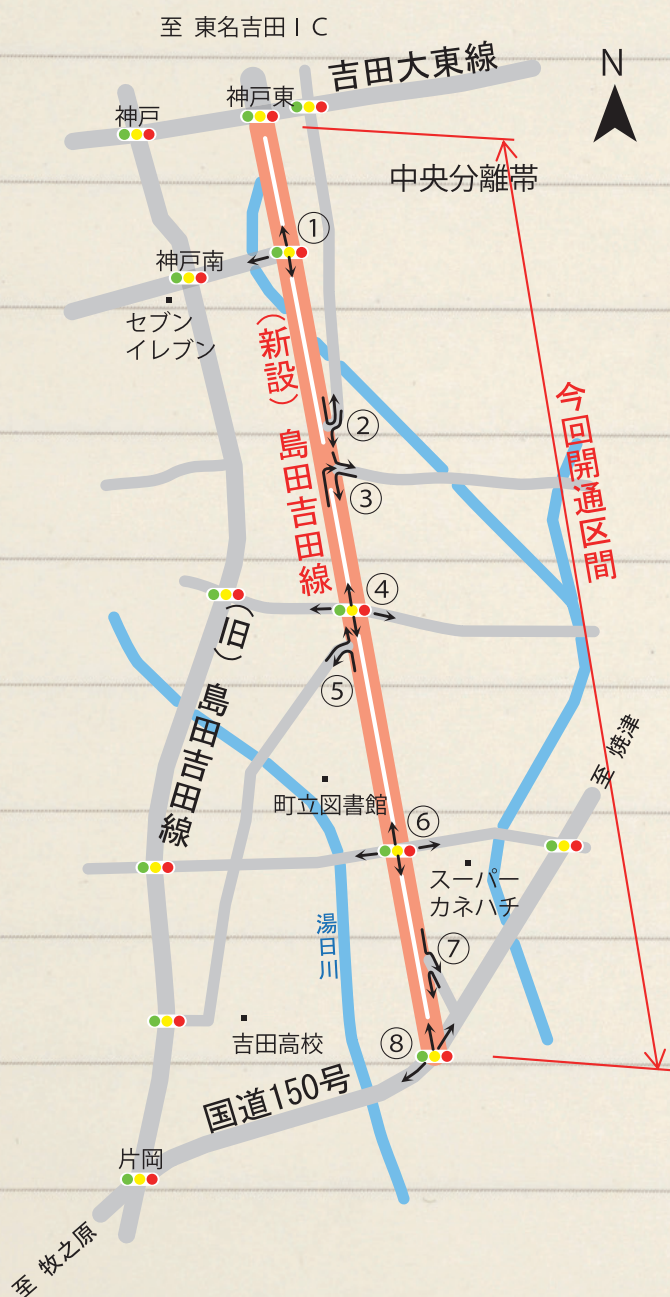 至 東名吉田ＩＣ
吉田大東線
N
神戸
神戸東
中央分離帯
①
神戸南
セブン
イレブン
（新設）島田吉田線
今回開通区間
②
③
④
（旧）島田吉田線
⑤
至 焼津
町立図書館
⑥
スーパー
カネハチ
湯日川
⑦
吉田高校
⑧
国道150号
片岡
至 牧之原